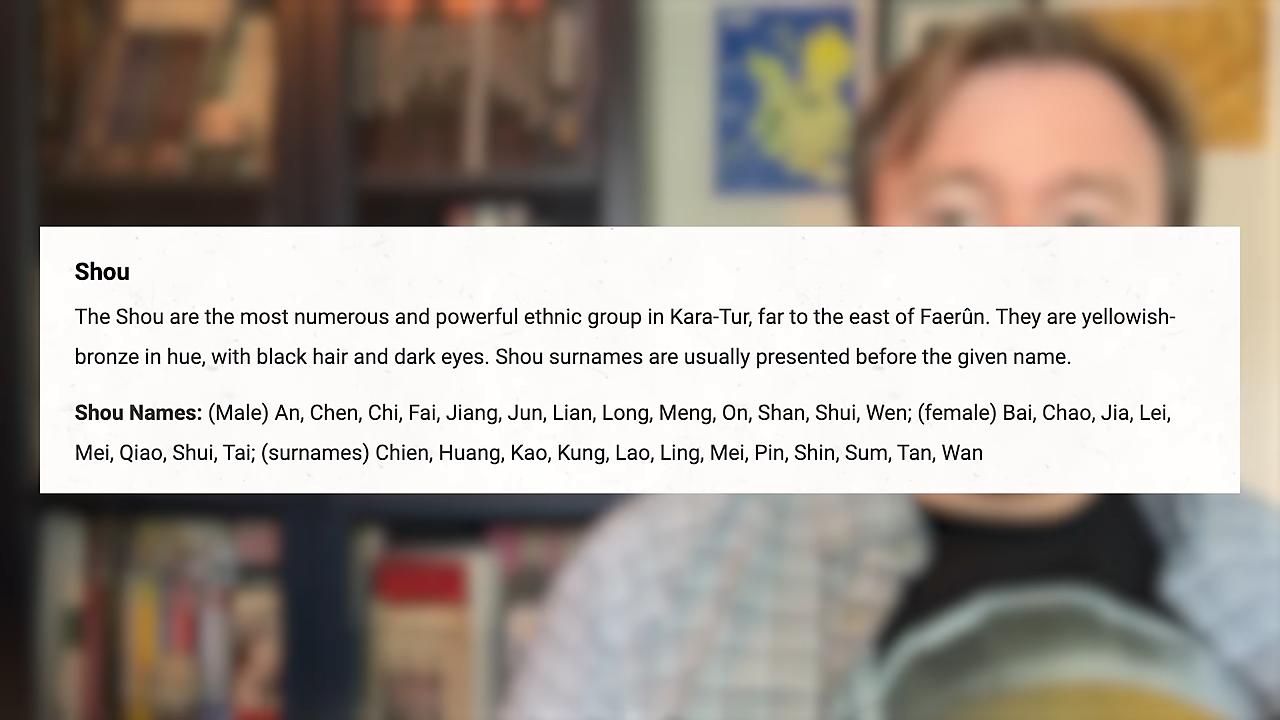 Shou
The Shou are the most numerous and powerful ethnic group in Kara-Tur, far to the east of Faerûn. They are yellowish-
bronze in hue, with black hair and dark eyes. Shou surnames are usually presented before the given name.
Shou Names: (Male) An, Chen, Chi, Fai, Jiang, Jun, Lian, Long, Meng, On, Shan, Shui, Wen; (female) Bai, Chao, Jia, Lei,
Mei, Qiao, Shui, Tai; (surnames) Chien, Huang, Kao, Kung, Lao, Ling, Mei, Pin, Shin, Sum, Tan, Wan